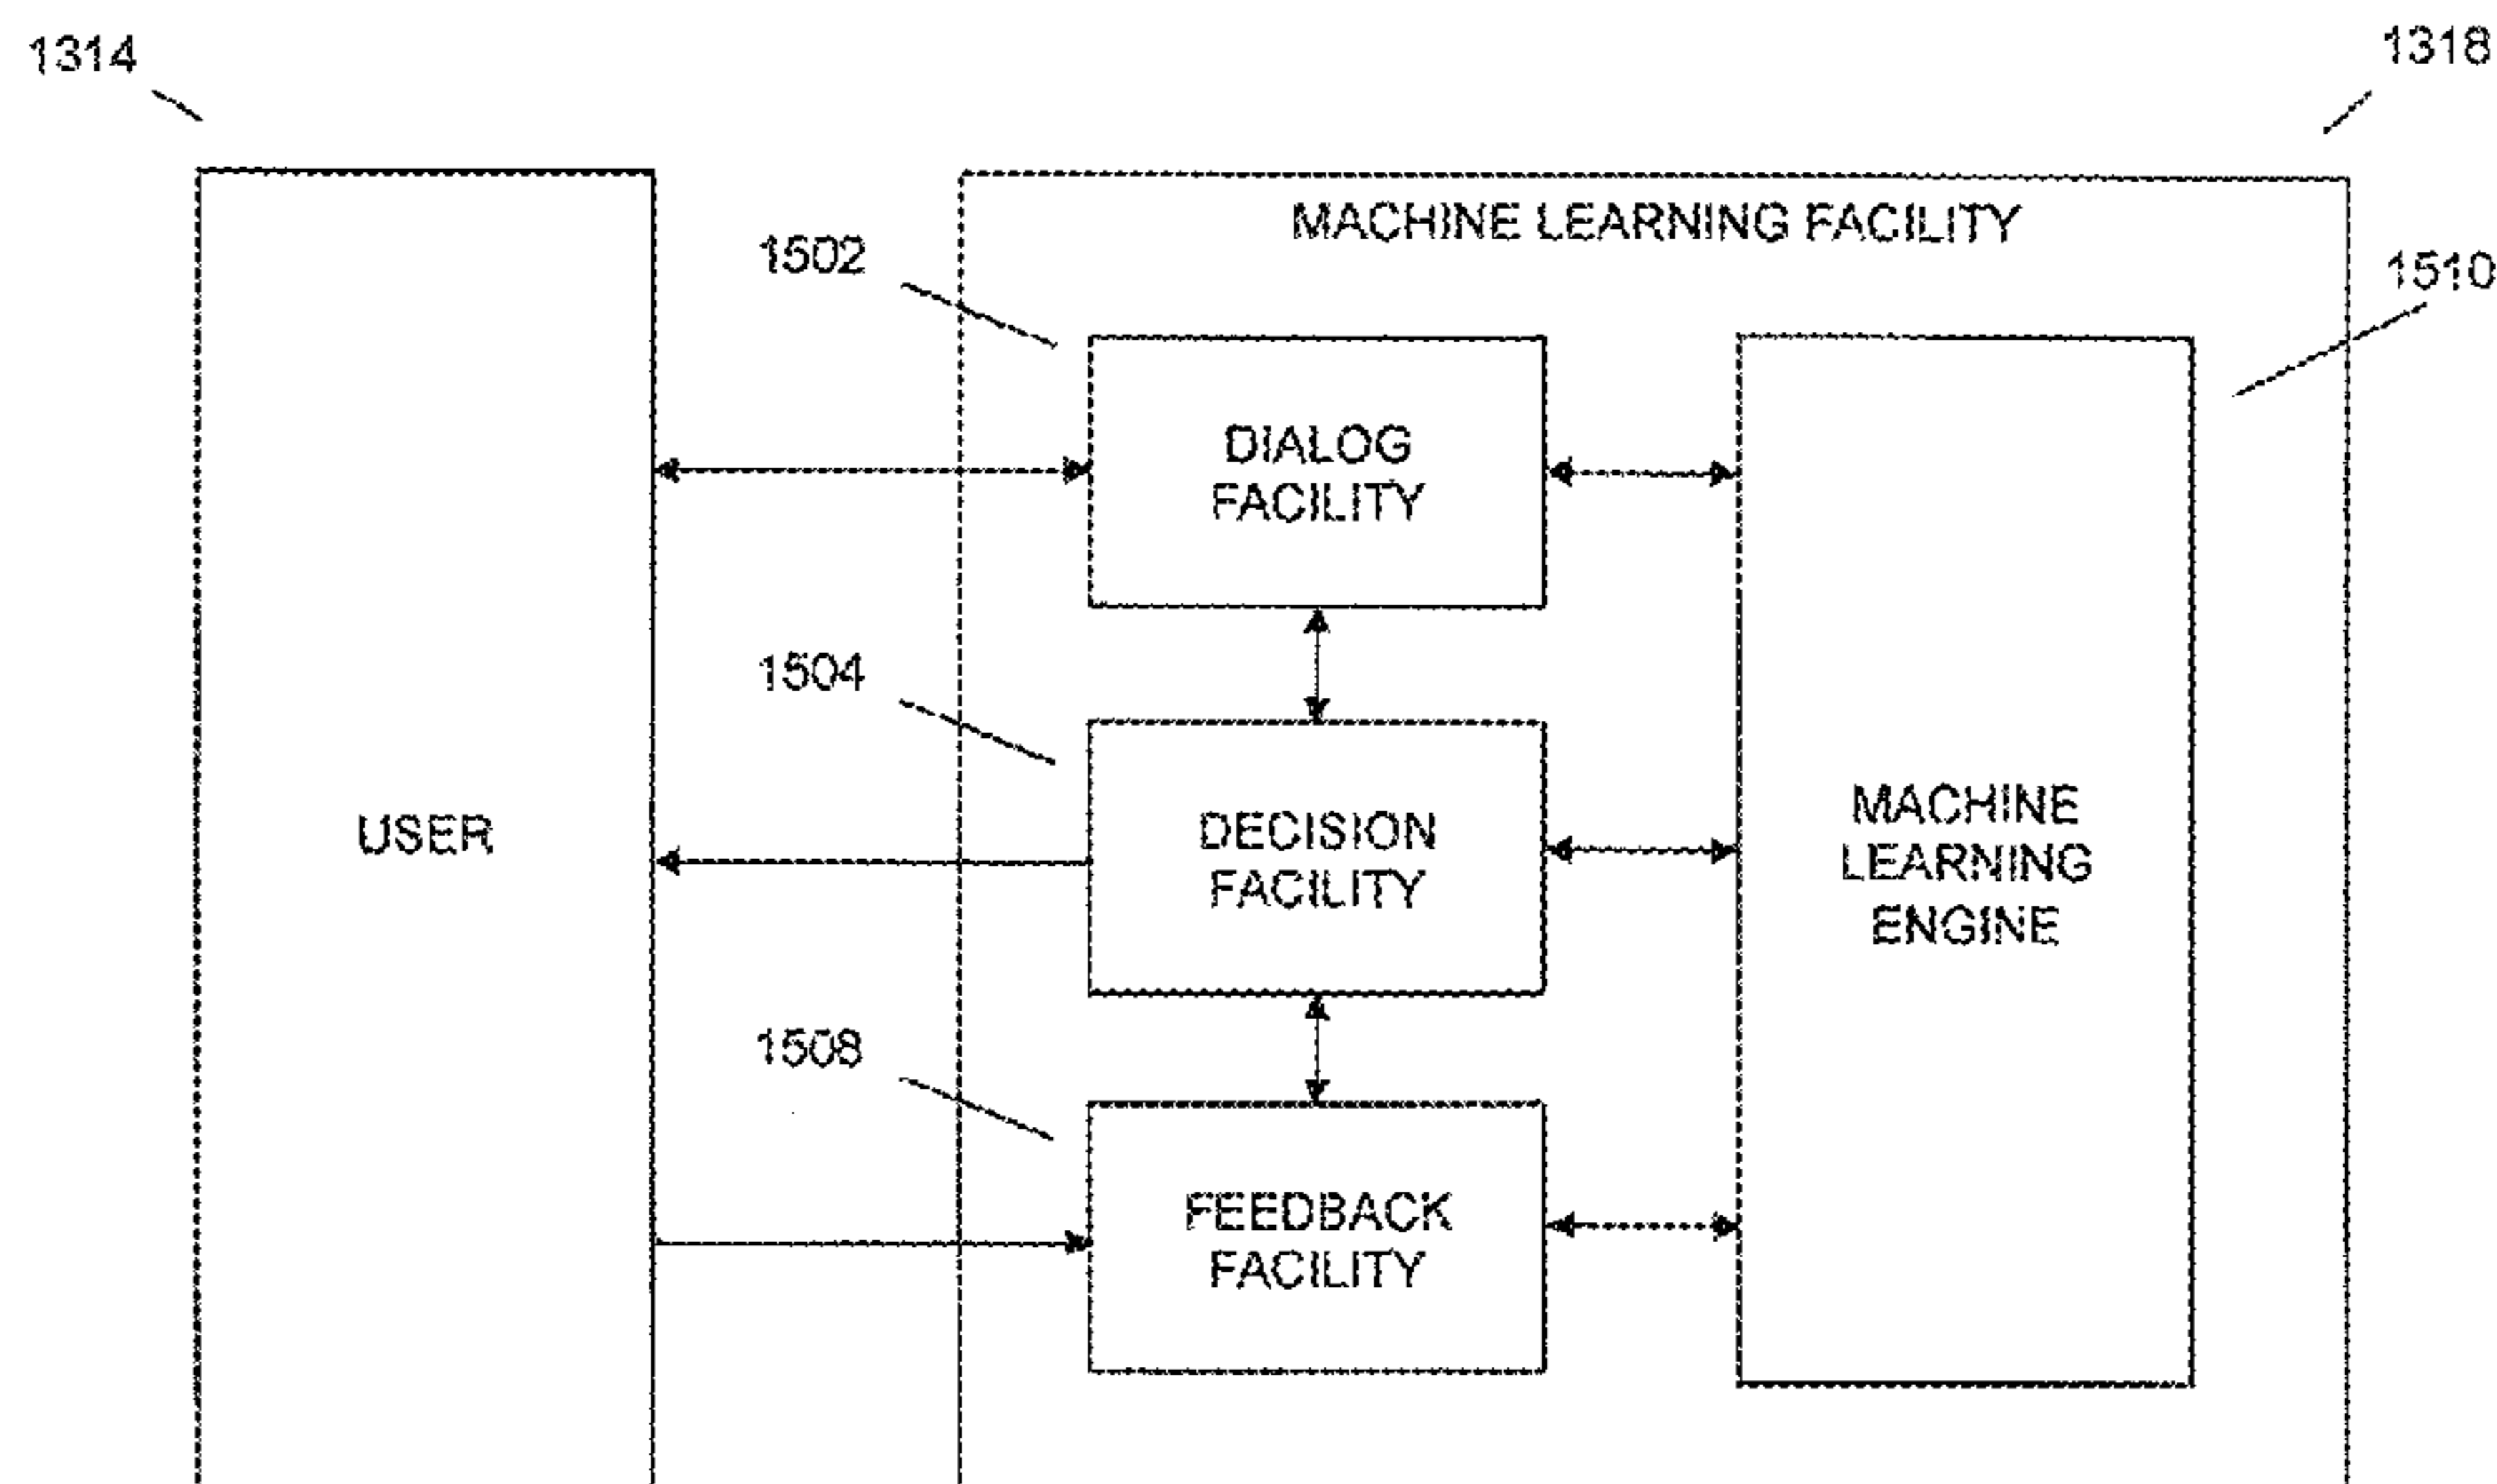 1314
1318
MACHINE LEARNING FACILITY
1502
1510
DIALOG
FACILITY
1504
USER
DECISION
FACILITY
MACHINE
LEARNING
ENGINE
1508
FEEDBACK
FACILITY